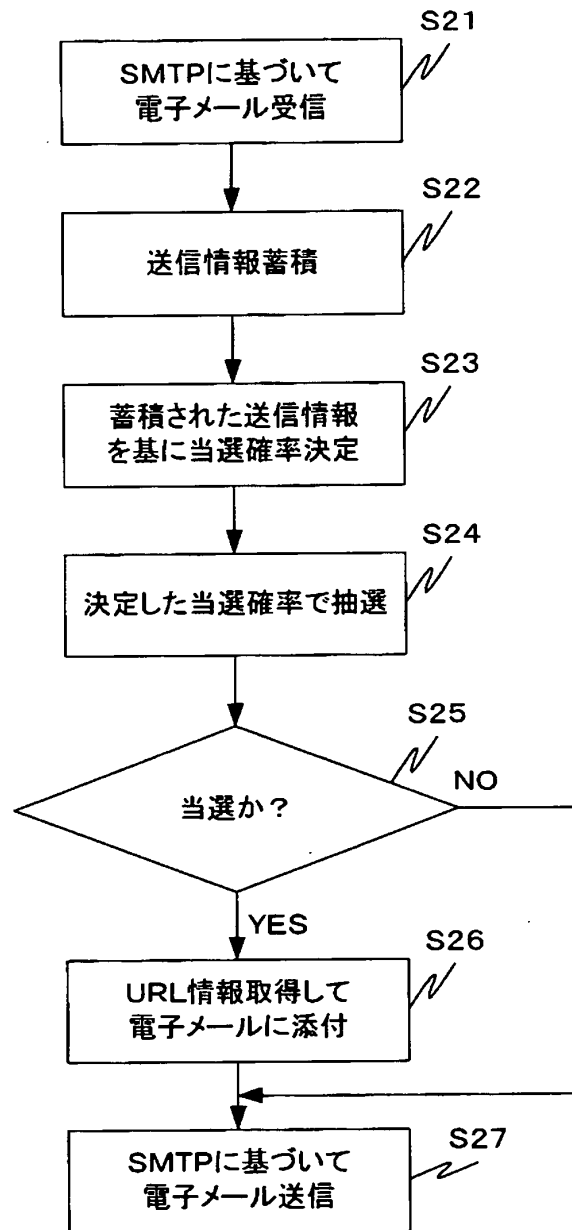 S21
SMTPに基づいて
電子メール受信
S22
送信情報蓄積
S23
蓄積された送信情報
を基に当選確率決定
S24
決定した当選確率で抽選
S25
当選か?
NO
YES
S26
URL情報取得して
電子メールに添付
S27
SMTPに基づいて
電子メール送信